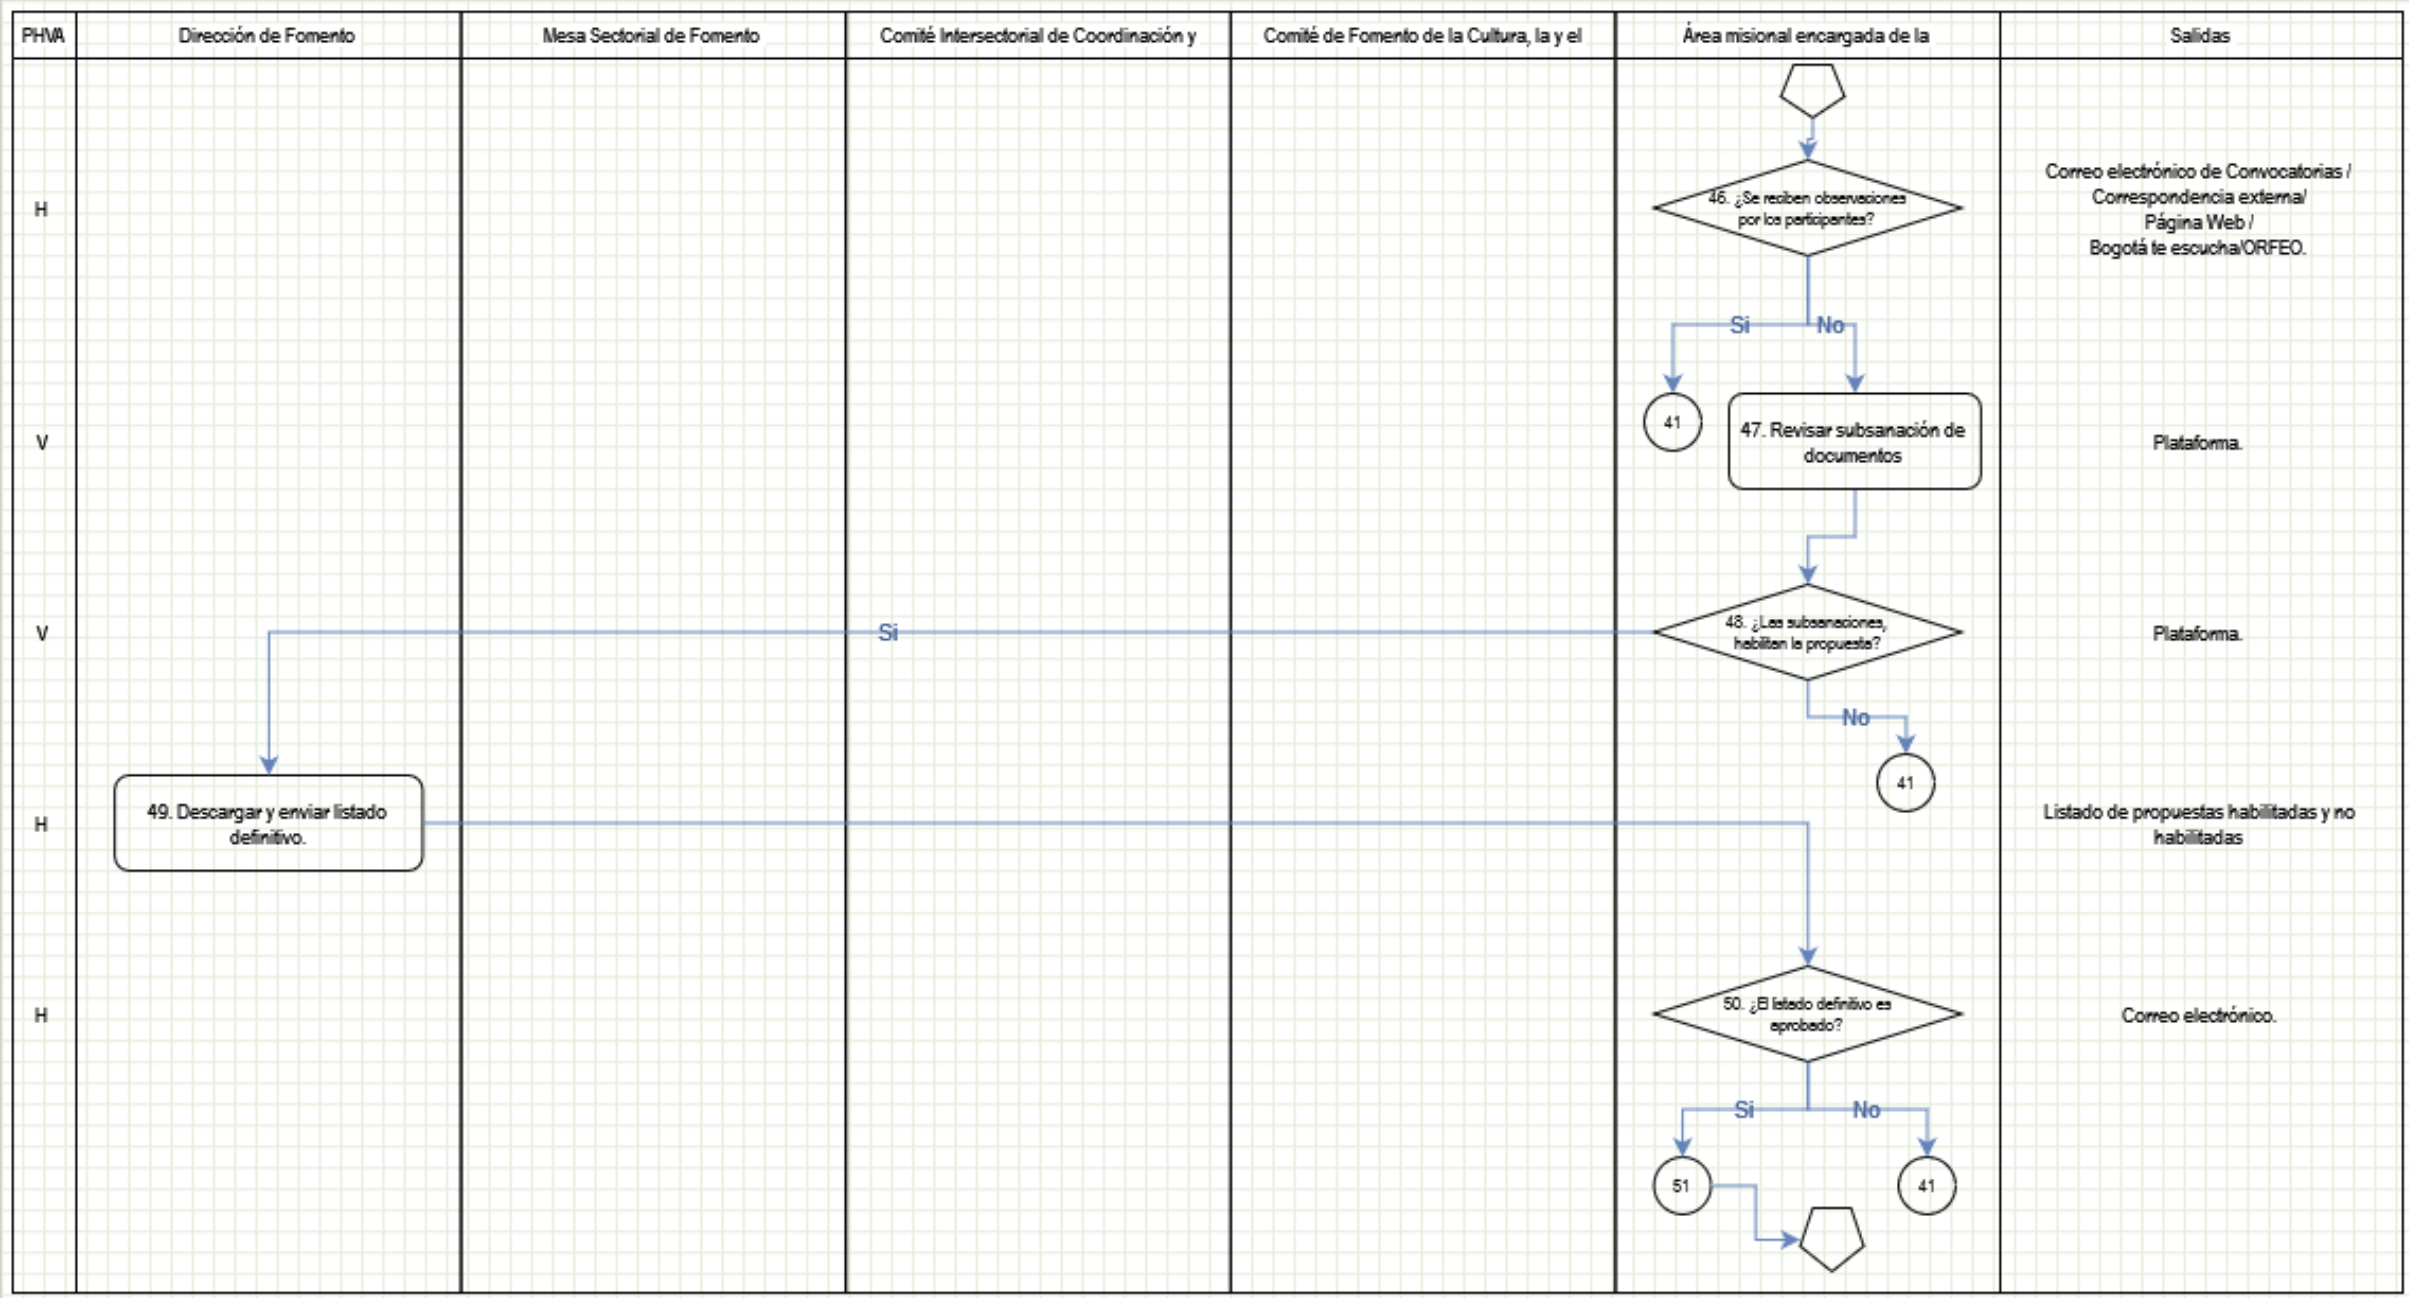 PHVA
Dirección de Fomento
Mesa Sectorial de Fomento
Comité Intersectorial de Coordinación y
Comité de Fomento de la Cultura, la y el
Área misional encargada de la
Salidas
H
46. ¿Se reciben observaciones
por los participantes?
Correo electrónico de Convocatorias /
Correspondencia externa/
Página Web /
Bogotá te escucha/ORFEO.
Si
No
V
41
47. Revisar subsanación de
documentos
Plataforma.
V
Si
48. ¿Las subsanaciones,
habilitan la propuesta?
Plataforma.
No
41
H
49. Descargar y enviar listado
definitivo.
Listado de propuestas habilitadas y no
habilitadas
H
50. ¿El listado definitivo es
aprobado?
Correo electrónico.
Si
No
51
41